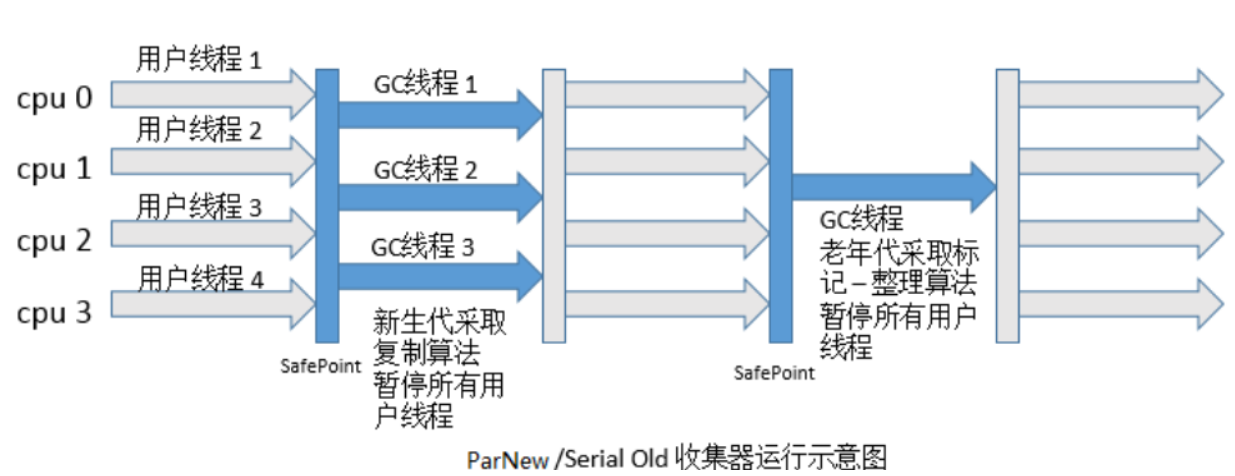 用户线程 1
cpu 0
GC线程 1
用户线程 2
cpu 1
GC线程 2
用户线程 3
cpu 2
GC线程 3
用户线程 4
cpu 3
新生代采取
复制算法
暂停所有用
户线程
SafePoint
GC线程
老年代采取标
记 – 整理算法
暂停所有用户
线程
SafePoint
ParNew /Serial Old 收集器运行示意图